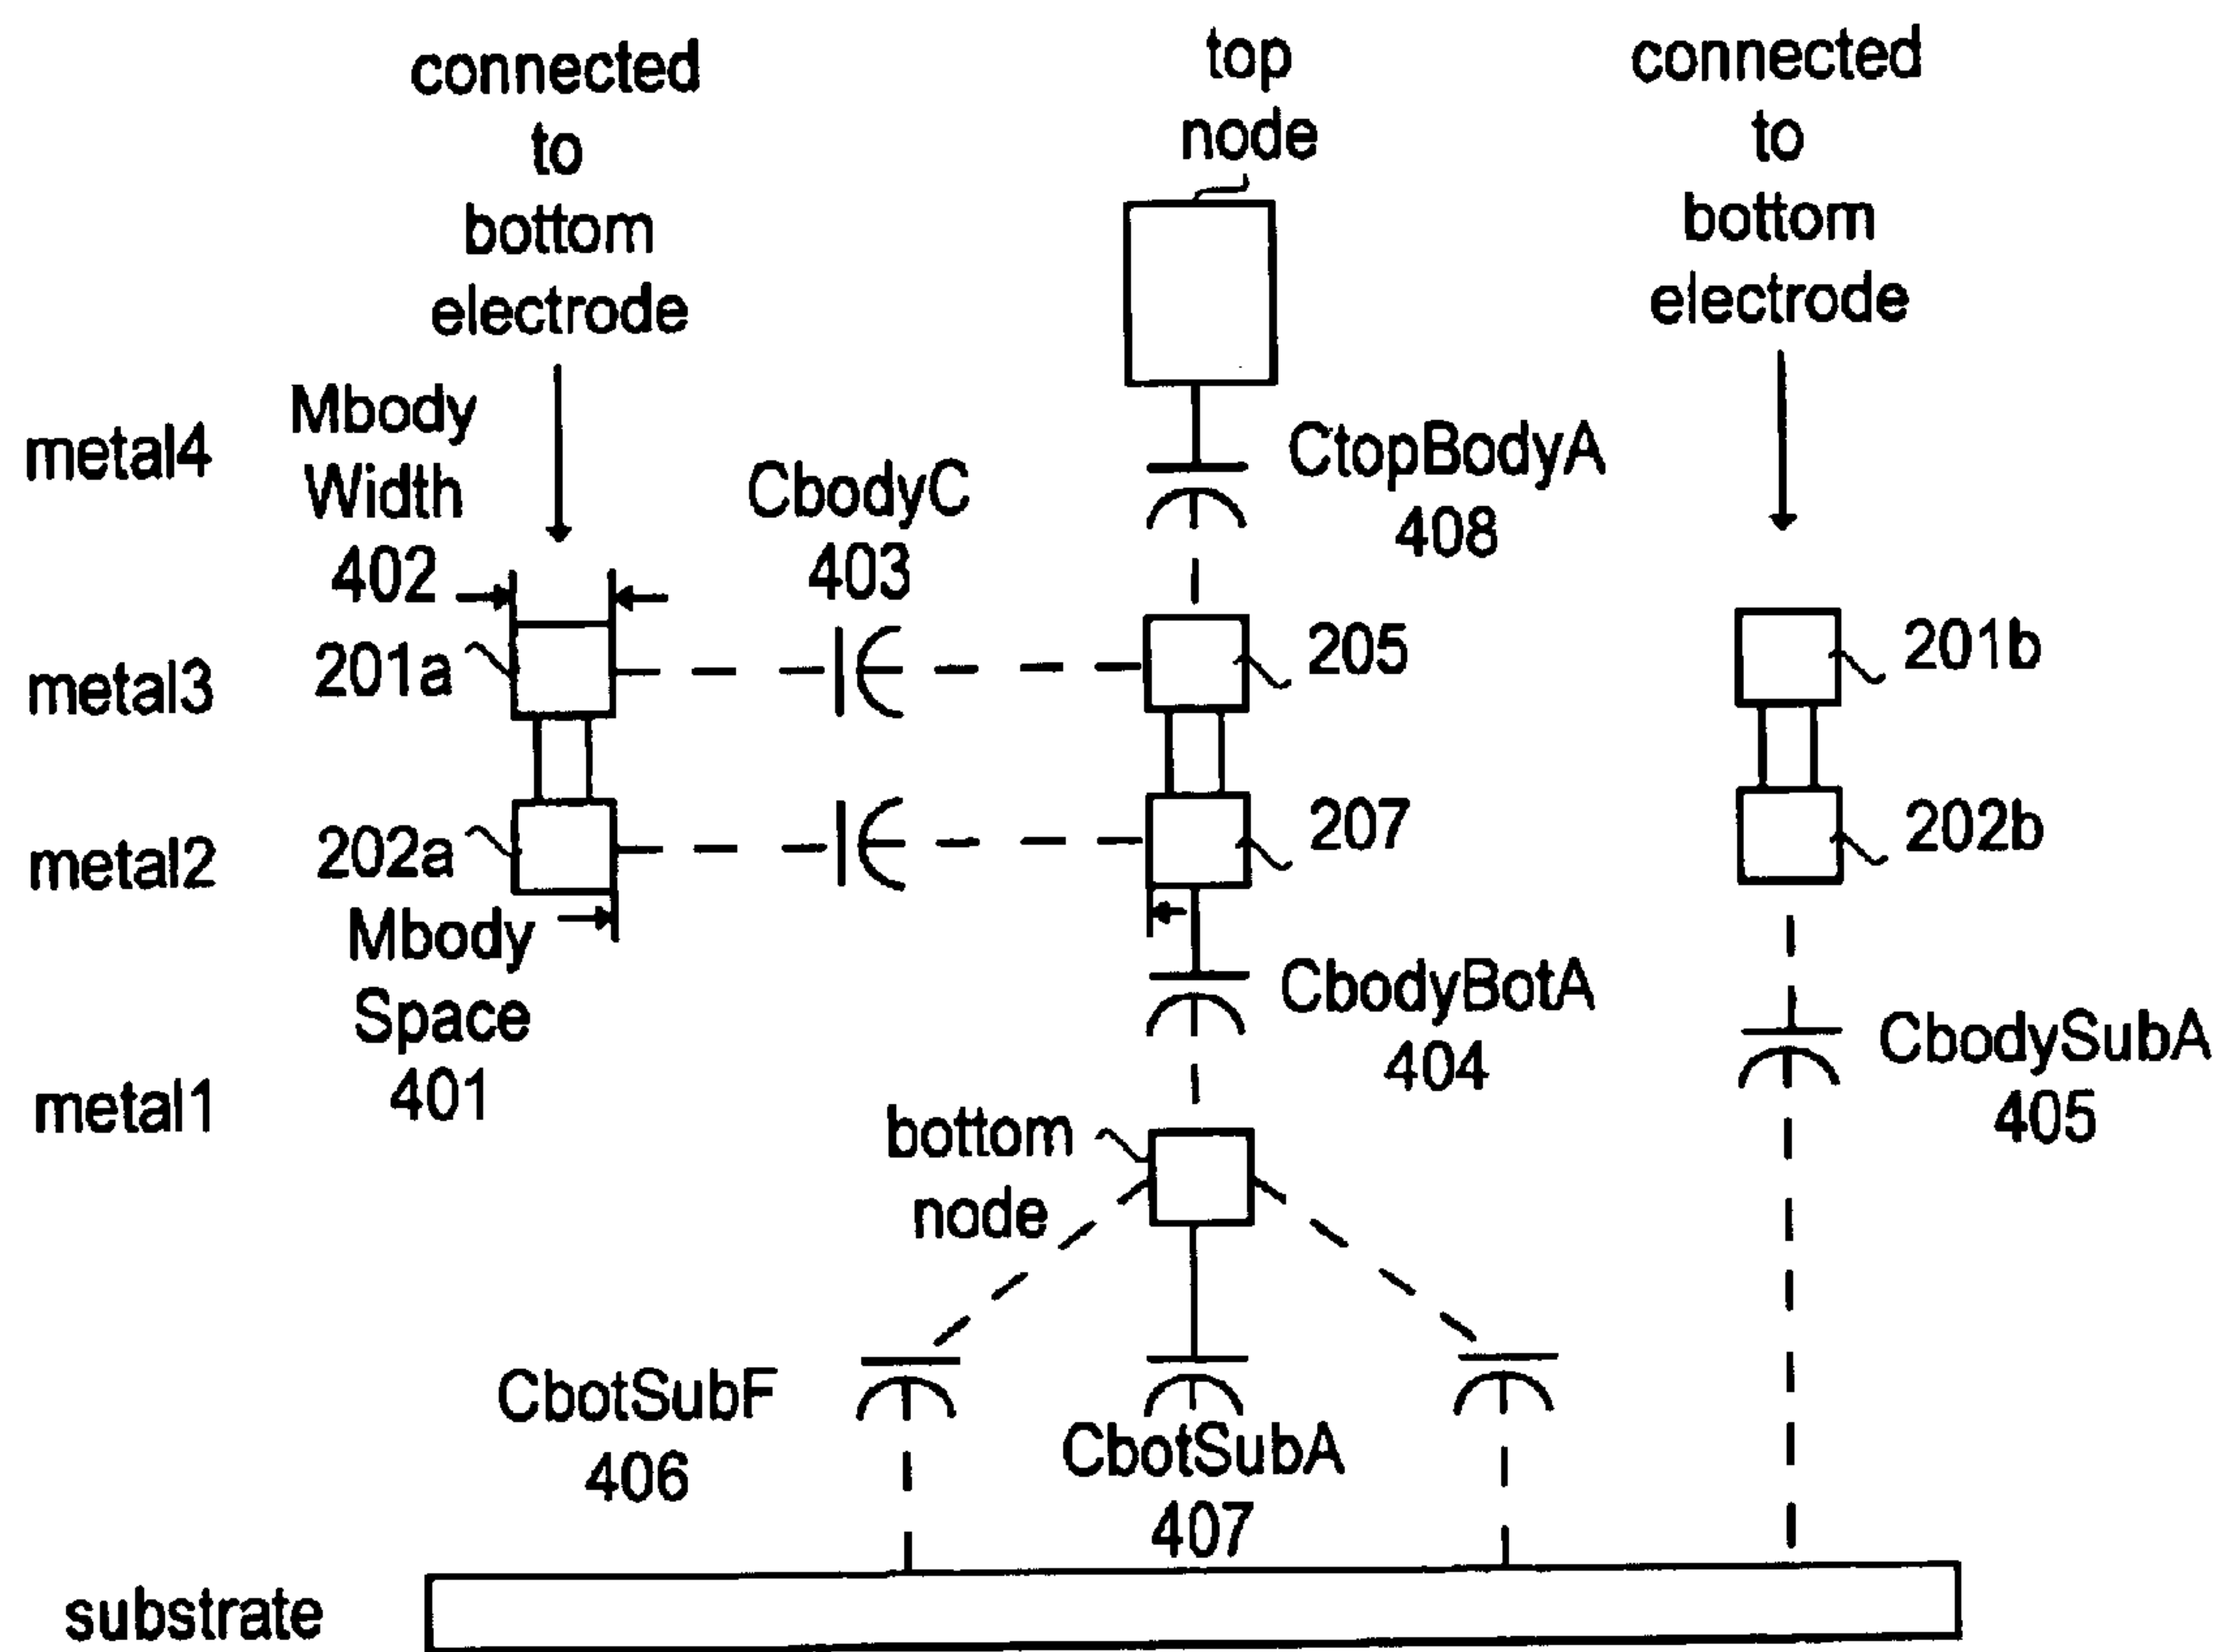 connected
to
bottom
electrode
top
node
connected
to
bottom
electrode
metal4
Mbody
Width
402
CbodyC
403
CtopBodyA
408
metal3
201a
205
201b
metal2
202a
207
202b
Mbody
Space
401
CbodyBotA
404
CbodySubA
405
metal1
bottom
node
CbotSubF
406
CbotSubA
407
substrate